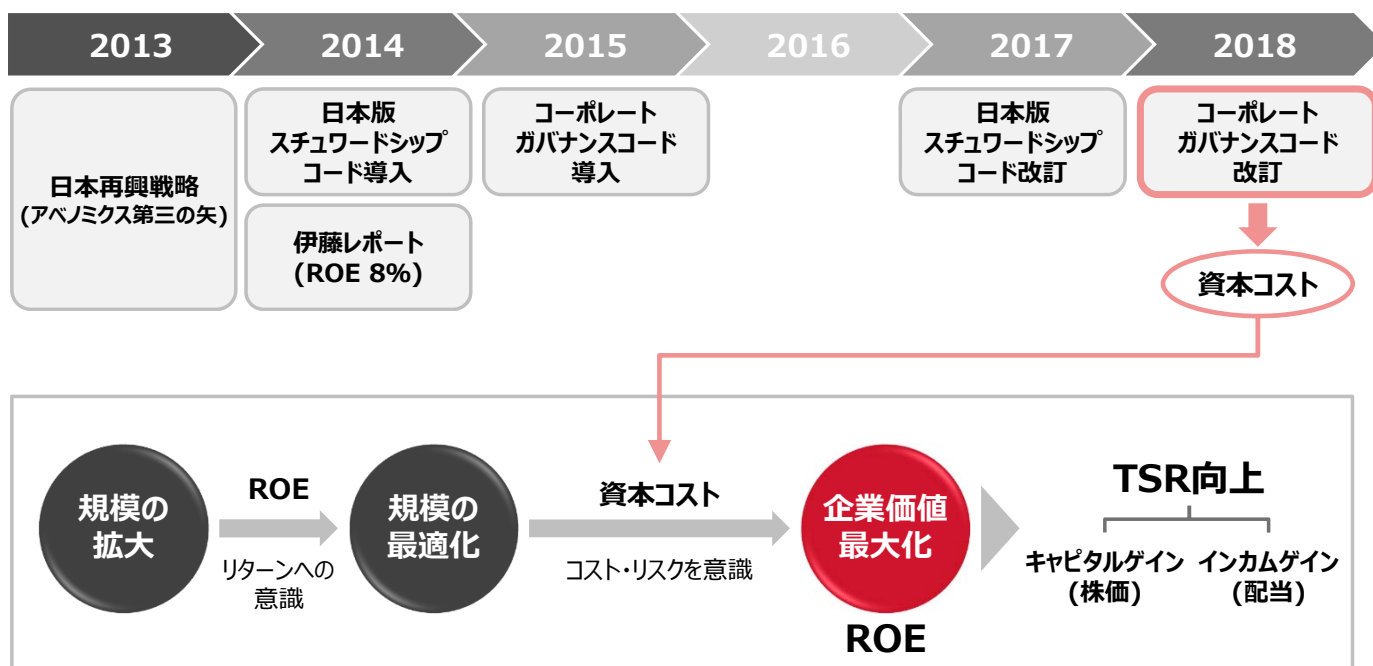 2013
2014
2015
2016
2017
2018
日本再興戦略
(アベノミクス第三の矢)
日本版
スチュワードシップ
コード導入
伊藤レポート
(ROE 8%)
コーポレート
ガバナンスコード
導入
日本版
スチュワードシップ
コード改訂
コーポレート
ガバナンスコード
改訂
資本コスト
規模の
拡大
ROE
リターンへの
意識
規模の
最適化
資本コスト
コスト・リスクを意識
企業価値
最大化
ROE
TSR向上
キャピタルゲイン
(株価)
インカムゲイン
(配当)